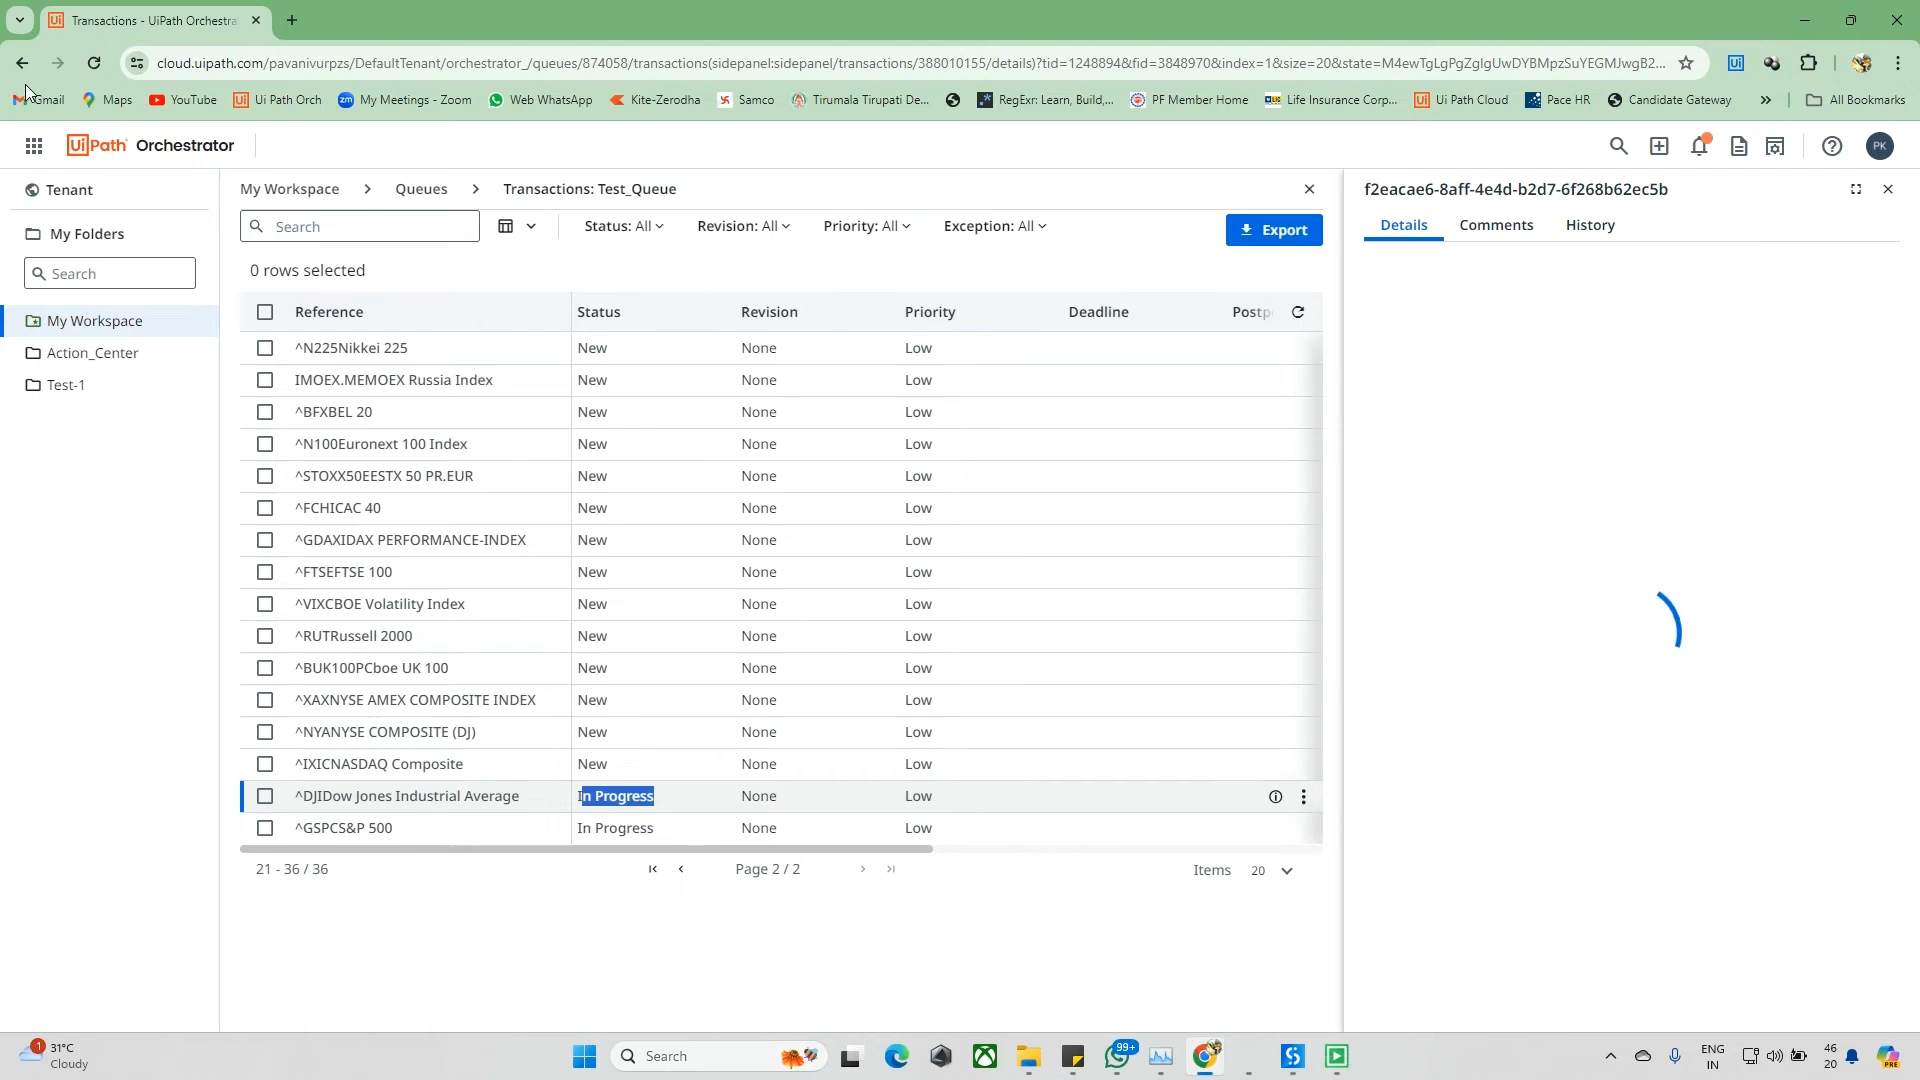 Transactions - UiPath Orchestra
cloud.uipath.com/pavanivurpzs/DefaultTenant/orchestrator_/queues/874058/transactions(sidepanel:sidepanel/transactions/388010155/details)?tid=1248894&fid=3848970&index=1&size=20&state=M4ewTgLgPgZglgUwDYBMpzSuYEGMJwgB2...
Gmail Maps YouTube Ui Path Orch My Meetings - Zoom Web WhatsApp Kite-Zerodha Samco Tirumala Tirupati De... RegExr: Learn, Build,... PF Member Home Life Insurance Corp... Ui Path Cloud Pace HR Candidate Gateway » All Bookmarks
UiPath Orchestrator PK
Tenant
My Folders
Search
My Workspace
Action_Center
Test-1
My Workspace > Queues > Transactions: Test_Queue
Search Status: All Revision: All Priority: All Exception: All Export
0 rows selected
Reference Status Revision Priority Deadline Postp
^N225Nikkei 225 New None Low
IMOEX.MEMOEX Russia Index New None Low
^BFXBEL 20 New None Low
^N100Euronext 100 Index New None Low
^STOXX50EESTX 50 PR.EUR New None Low
^FCHICAC 40 New None Low
^GDAXIDAX PERFORMANCE-INDEX New None Low
^FTSEFTSE 100 New None Low
^VIXCBOE Volatility Index New None Low
^RUTRussell 2000 New None Low
^BUK100PCboe UK 100 New None Low
^XAXNYSE AMEX COMPOSITE INDEX New None Low
^NYANYSE COMPOSITE (DJ) New None Low
^IXICNASDAQ Composite New None Low
^DJIDow Jones Industrial Average In Progress None Low
^GSPCS&P 500 In Progress None Low
21 - 36 / 36 Page 2 / 2 Items 20
f2eacae6-8aff-4e4d-b2d7-6f268b62ec5b
Details Comments History
1
31°C
Cloudy
Search
99+
ENG
IN
46
20
PRE